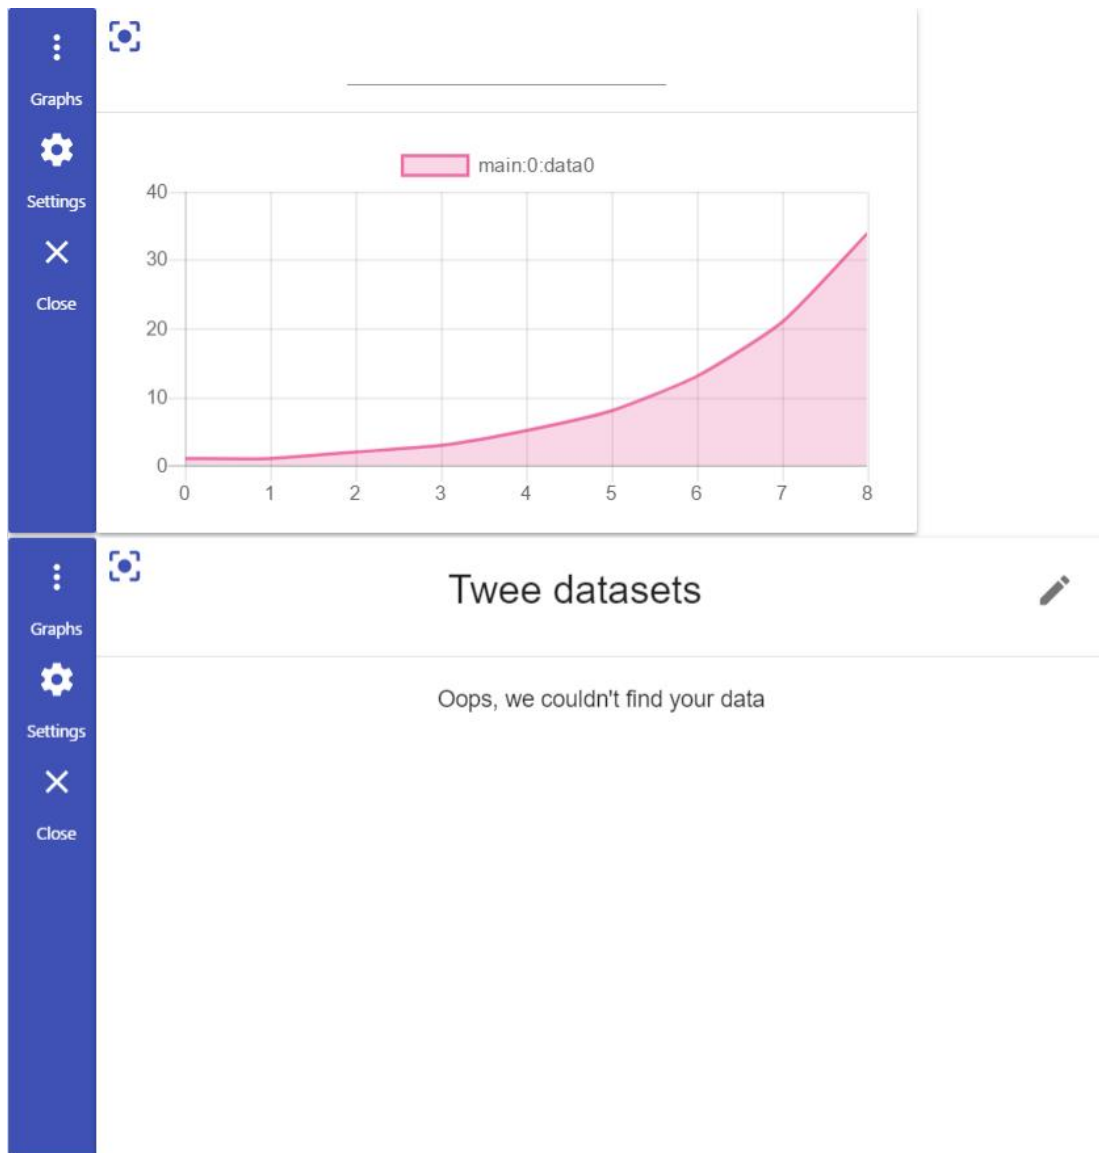 Graphs
Settings
Close
main:0:data0
40
30
20
10
0
0 1 2 3 4 5 6 7 8
Graphs
Settings
Close
Twee datasets
Oops, we couldn't find your data